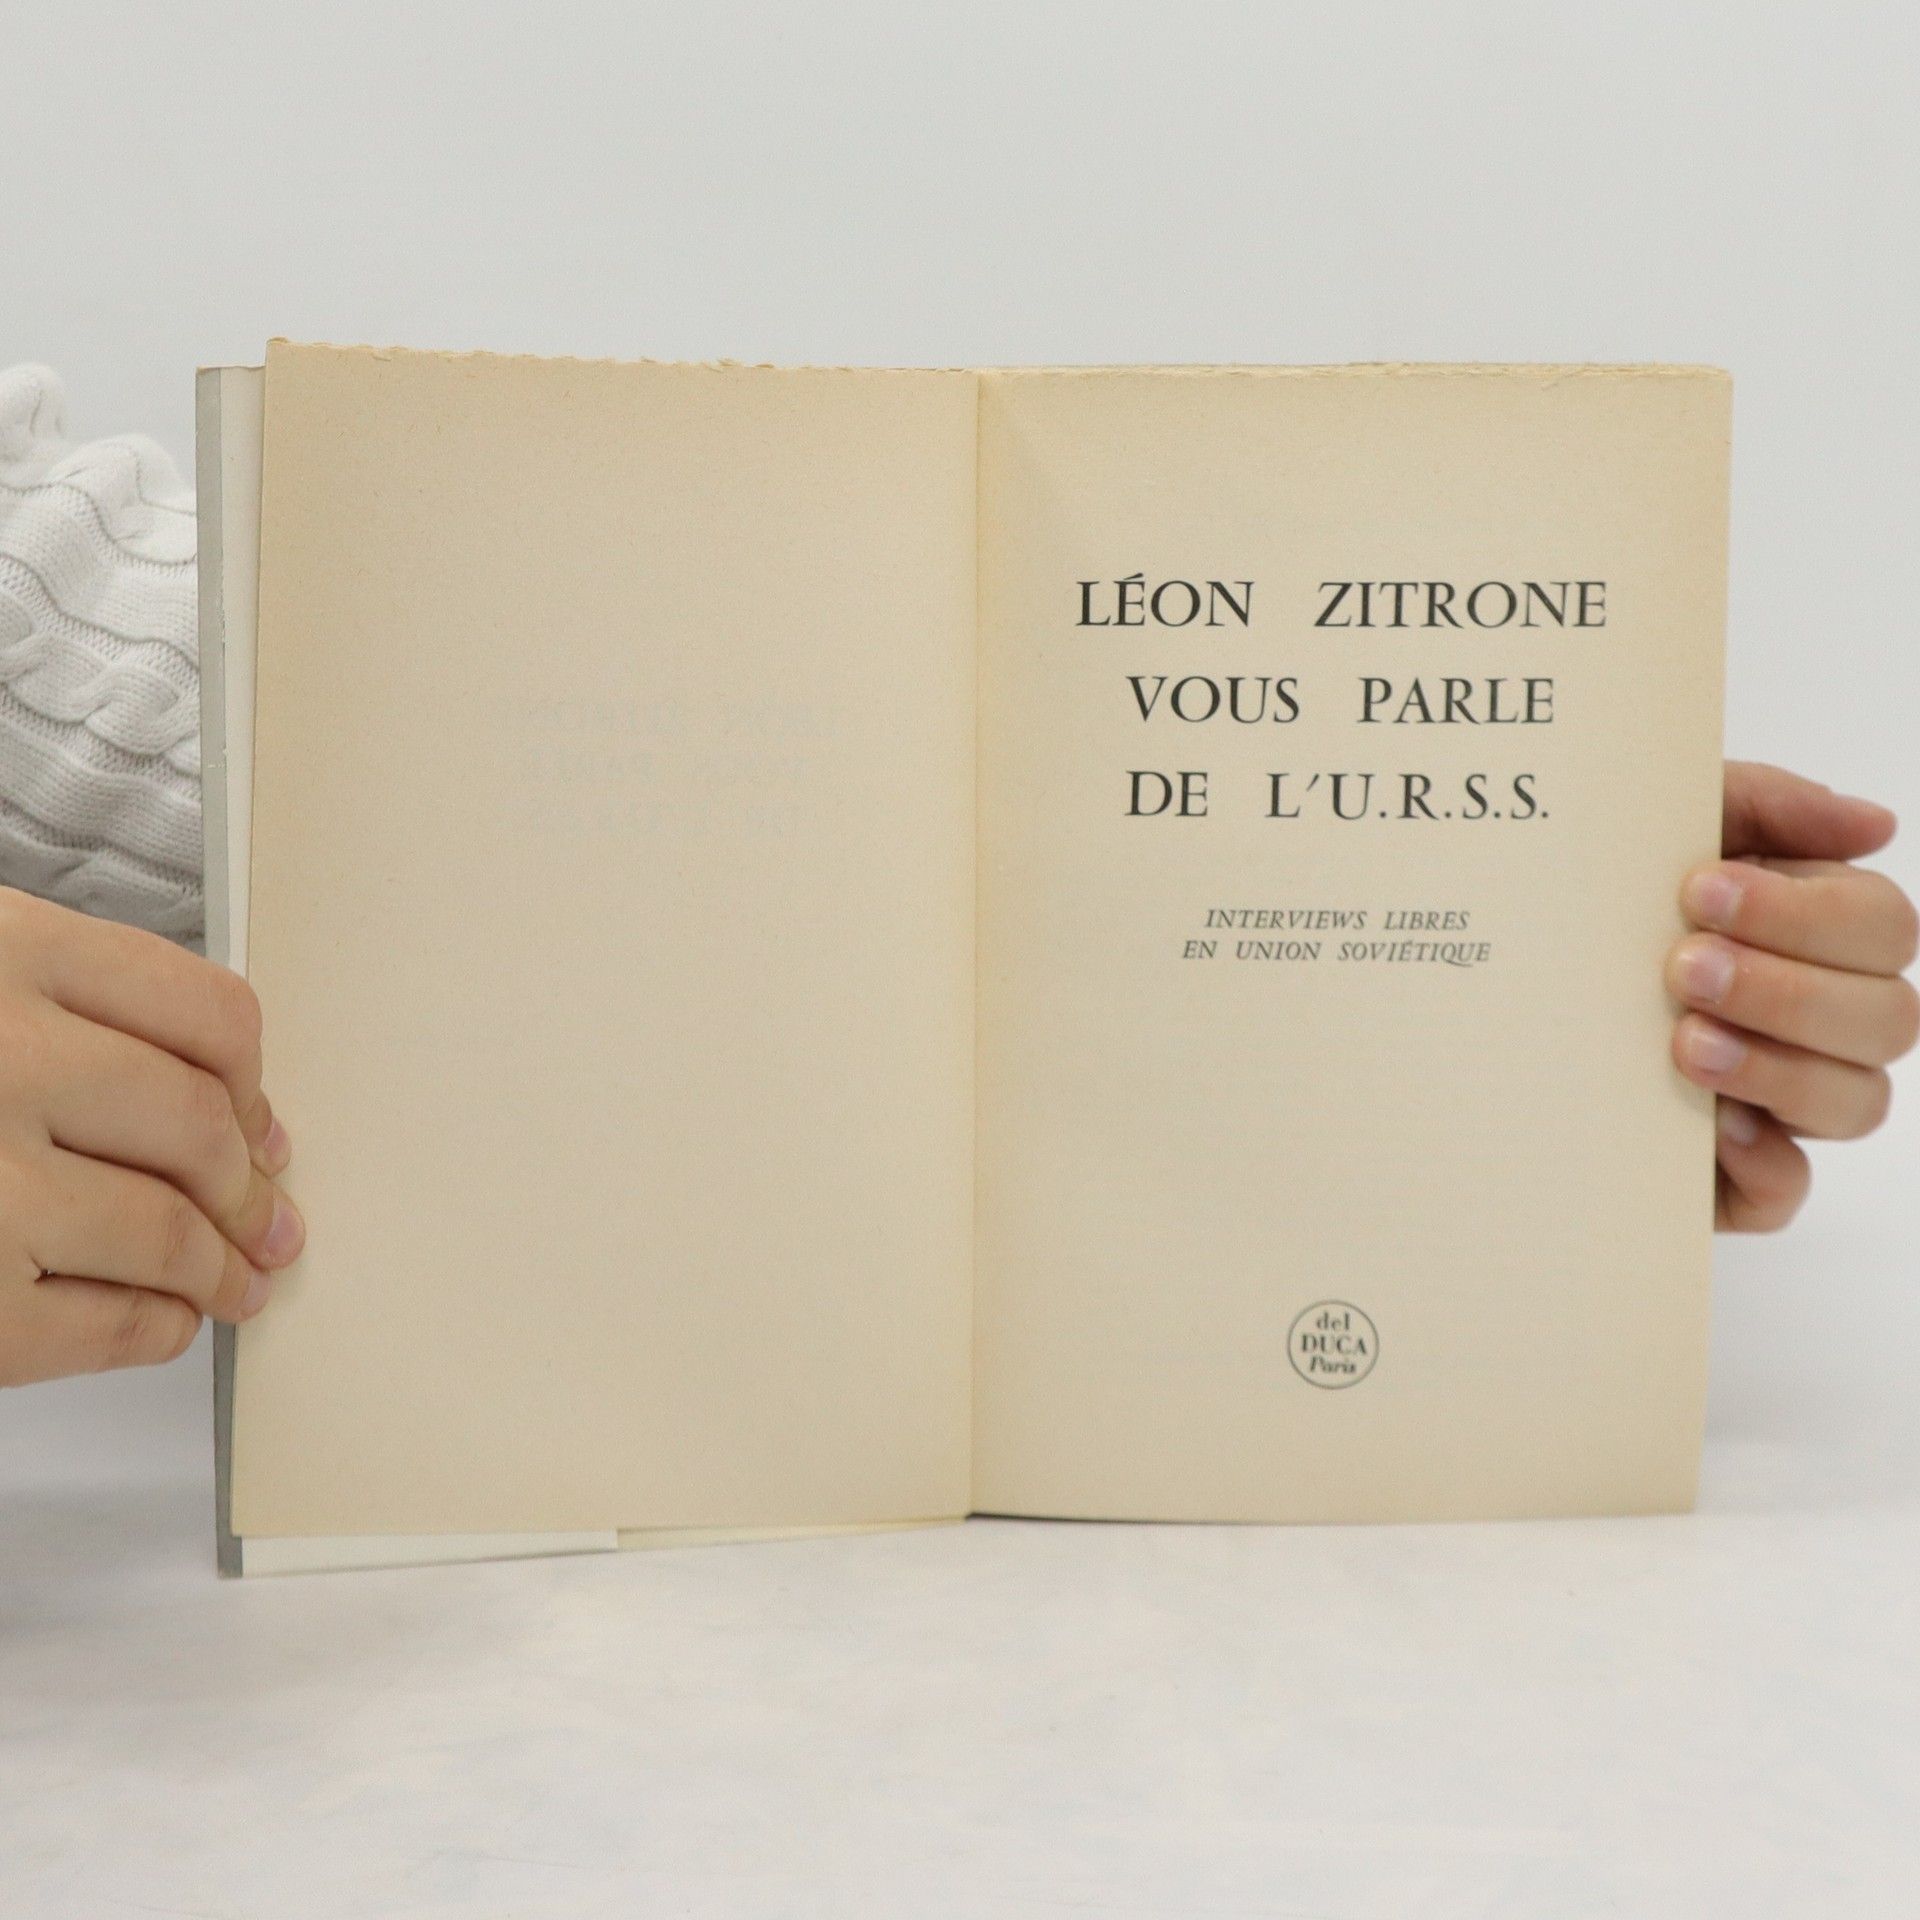 LÉON ZITRONE
VOUS PARLE
DE L'U.R.S.S.
INTERVIEWS LIBRES
EN UNION SOVIÉTIQUE
del
DUCA
Paris